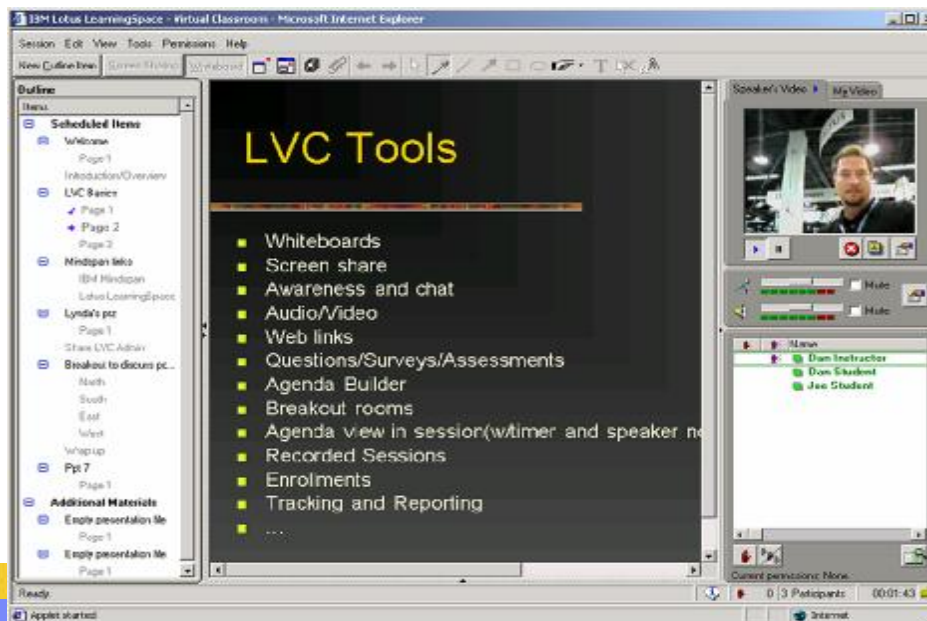 IBM Lotus LearningSpace - Virtual Classroom - Microsoft Internet Explorer
Session Edit View Tools Permissions Help
New Outline Item Screen Sharing Whiteboard
Outline
Items
Scheduled Items
Welcome
Page 1
Introduction/Overview
LVC Basics
Page 1
Page 2
Page 3
Mindspan links
IBM Mindspan
Lotus LearningSpace
Lynda's prz
Page 1
Share LVC Admin
Breakout to discuss pc...
North
South
East
West
Wrap up
Ppt 7
Page 1
Additional Materials
Empty presentation file
Page 1
Empty presentation file
Page 1
LVC Tools
Whiteboards
Screen share
Awareness and chat
Audio/Video
Web links
Questions/Surveys/Assessments
Agenda Builder
Breakout rooms
Agenda view in session(w/timer and speaker no
Recorded Sessions
Enrolments
Tracking and Reporting
...
Speaker's Video My Video
Mute
Mute
Name
Dan Instructor
Dan Student
Joe Student
Current permissions: None.
Ready
0 3 Participants 00:01:43
Applet started
Internet